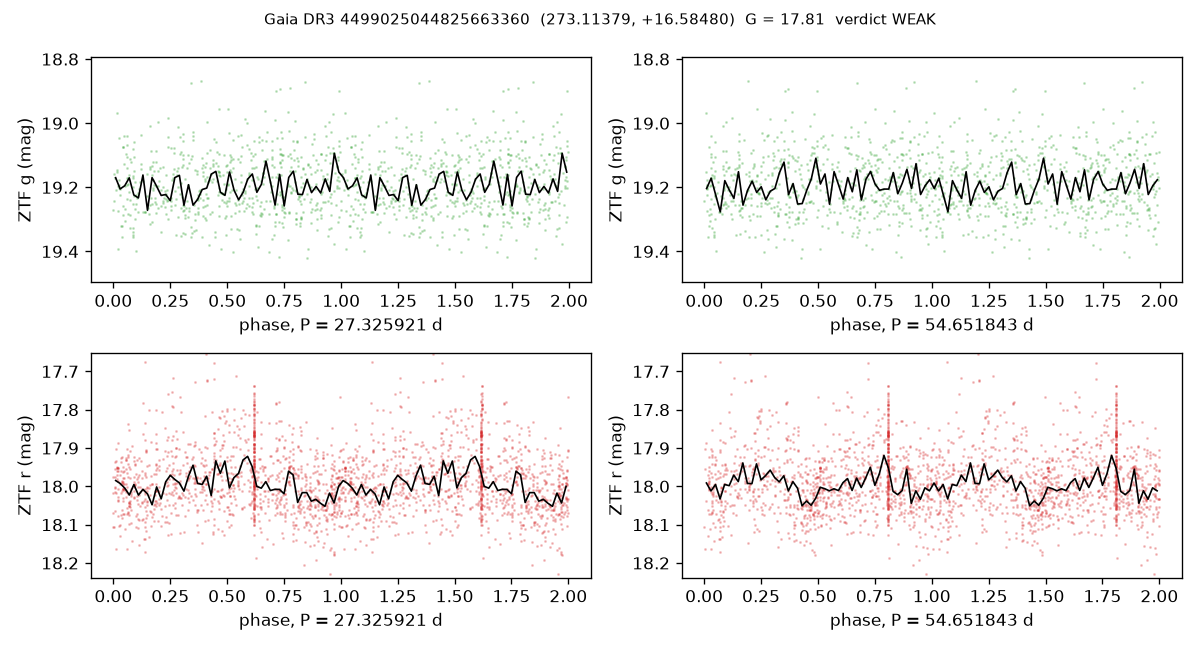 Gaia DR3 4499025044825663360 (273.11379, +16.58480) G = 17.81 verdict WEAK
ZTF g (mag)
18.8
19.0
19.2
19.4
0.00 0.25 0.50 0.75 1.00 1.25 1.50 1.75 2.00
phase, P = 27.325921 d
ZTF g (mag)
18.8
19.0
19.2
19.4
0.00 0.25 0.50 0.75 1.00 1.25 1.50 1.75 2.00
phase, P = 54.651843 d
ZTF r (mag)
17.7
17.8
17.9
18.0
18.1
18.2
0.00 0.25 0.50 0.75 1.00 1.25 1.50 1.75 2.00
phase, P = 27.325921 d
ZTF r (mag)
17.7
17.8
17.9
18.0
18.1
18.2
0.00 0.25 0.50 0.75 1.00 1.25 1.50 1.75 2.00
phase, P = 54.651843 d